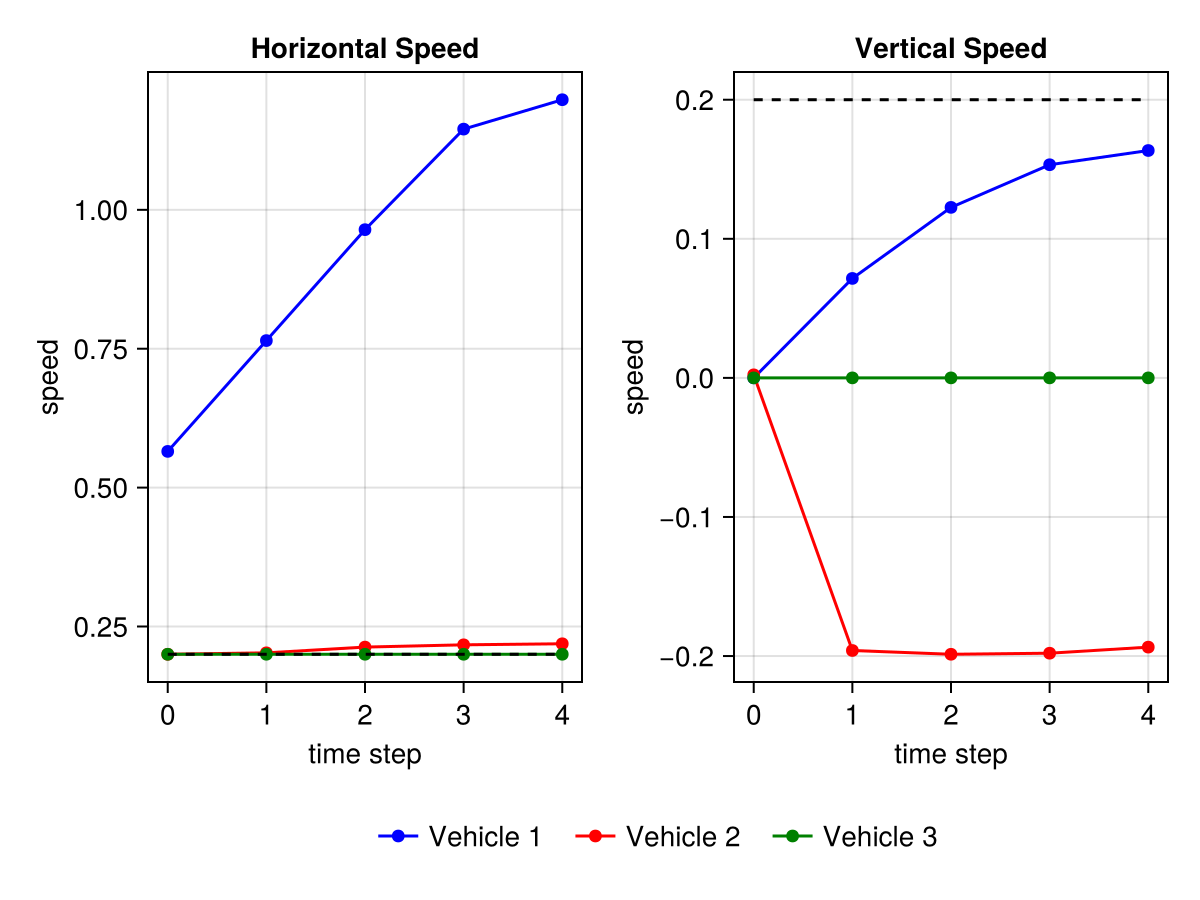 Horizontal Speed
1.00
0.75
0.50
0.25
speed
0 1 2 3 4
time step
Vertical Speed
0.2
0.1
0.0
−0.1
−0.2
speed
0 1 2 3 4
time step
Vehicle 1 Vehicle 2 Vehicle 3